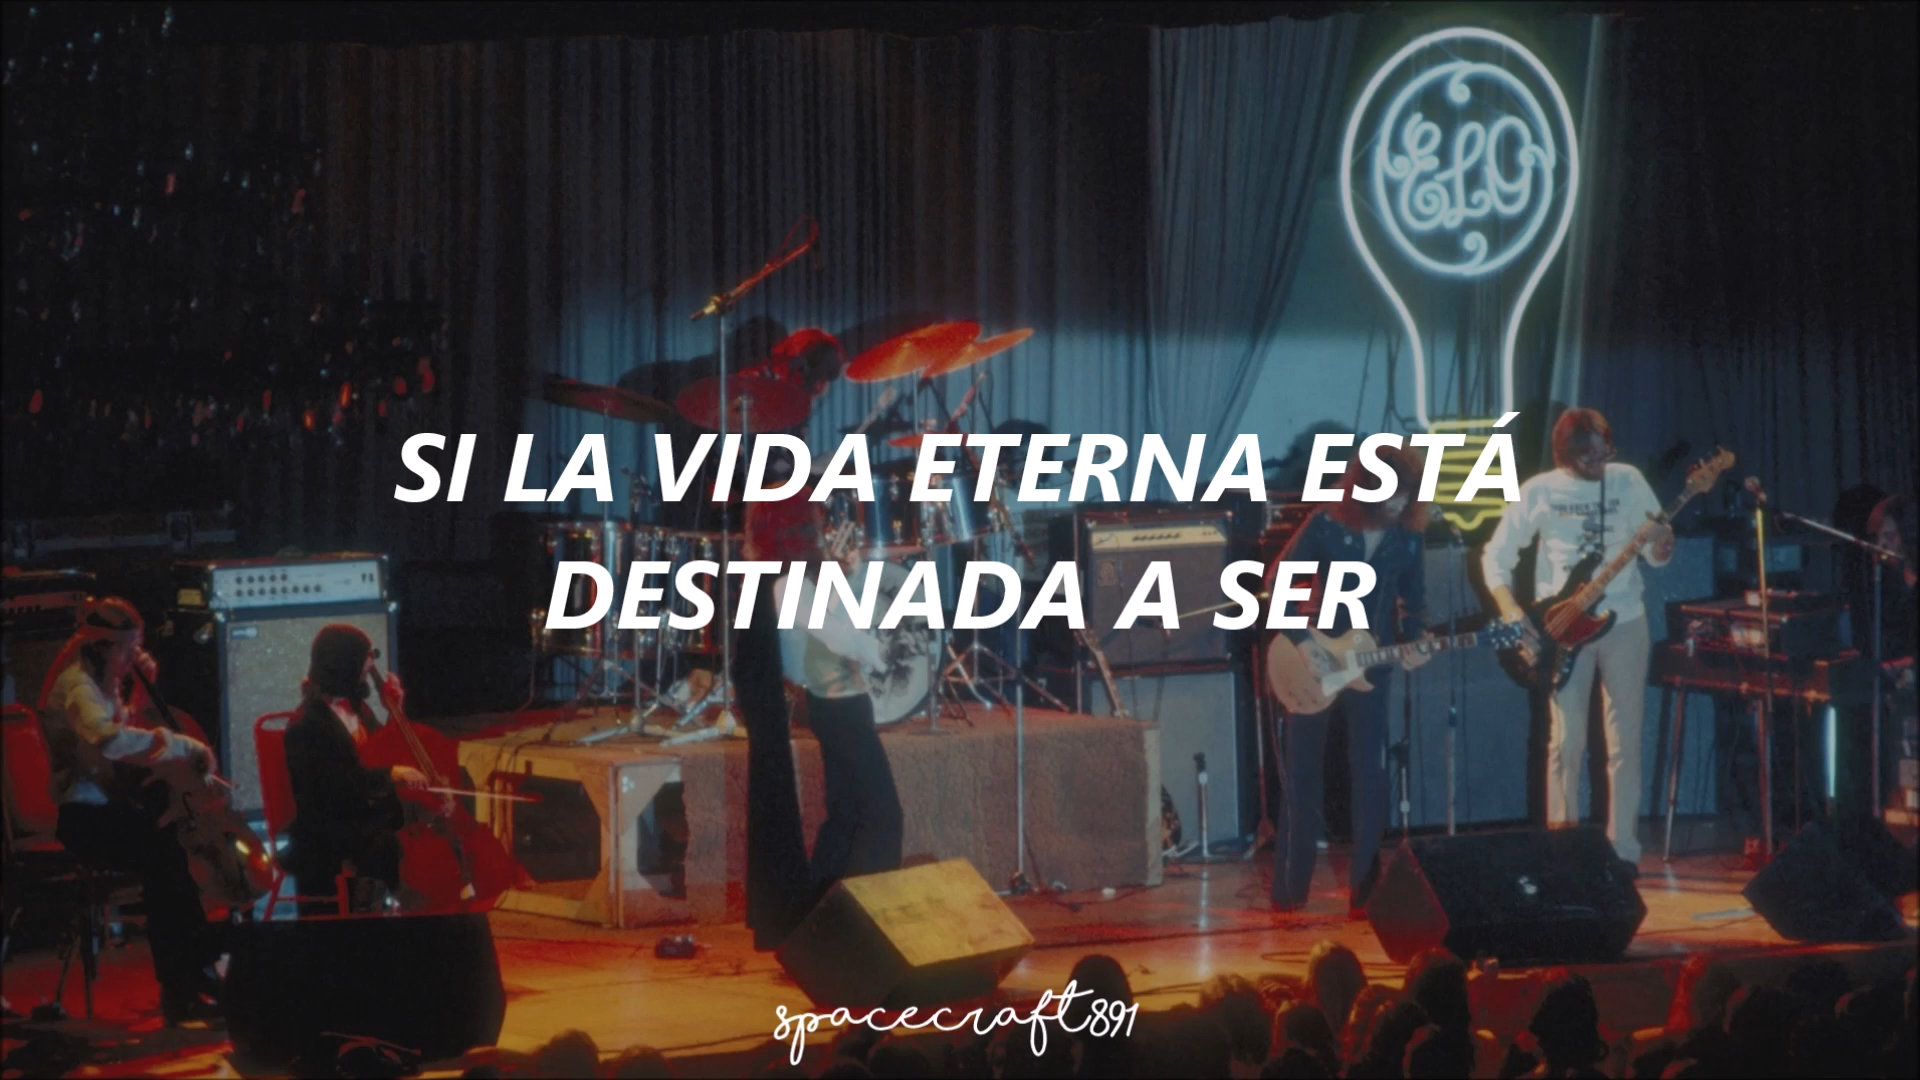 ELO
SI LA VIDA ETERNA ESTÁ
DESTINADA A SER
spacecraft891